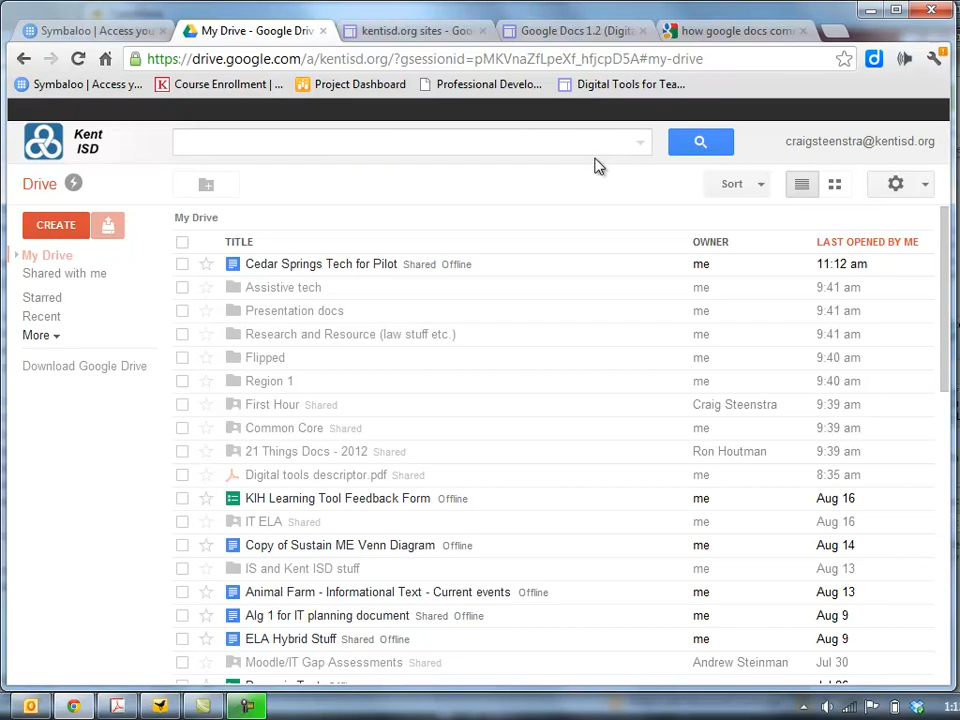 Symbaloo | Access you
My Drive - Google Driv
kentisd.org sites - Goo
Google Docs 1.2 (Digita
how google docs com
https://drive.google.com/a/kentisd.org/?gsessionid=pMKVnaZfLpeXf_hfjcpD5A#my-drive
Symbaloo | Access y...
Course Enrollment | ...
Project Dashboard
Professional Develo...
Digital Tools for Tea...
Kent
ISD
craigsteenstra@kentisd.org
Drive
Sort
CREATE
My Drive
Shared with me
Starred
Recent
More
Download Google Drive
My Drive
TITLE OWNER LAST OPENED BY ME
Cedar Springs Tech for Pilot Shared Offline me 11:12 am
Assistive tech me 9:41 am
Presentation docs me 9:41 am
Research and Resource (law stuff etc.) me 9:41 am
Flipped me 9:40 am
Region 1 me 9:40 am
First Hour Shared Craig Steenstra 9:39 am
Common Core Shared me 9:39 am
21 Things Docs - 2012 Shared Ron Houtman 9:39 am
Digital tools descriptor.pdf Shared me 8:35 am
KIH Learning Tool Feedback Form Offline me Aug 16
IT ELA Shared me Aug 16
Copy of Sustain ME Venn Diagram Offline me Aug 14
IS and Kent ISD stuff me Aug 13
Animal Farm - Informational Text - Current events Offline me Aug 13
Alg 1 for IT planning document Shared Offline me Aug 9
ELA Hybrid Stuff Shared Offline me Aug 9
Moodle/IT Gap Assessments Shared Andrew Steinman Jul 30